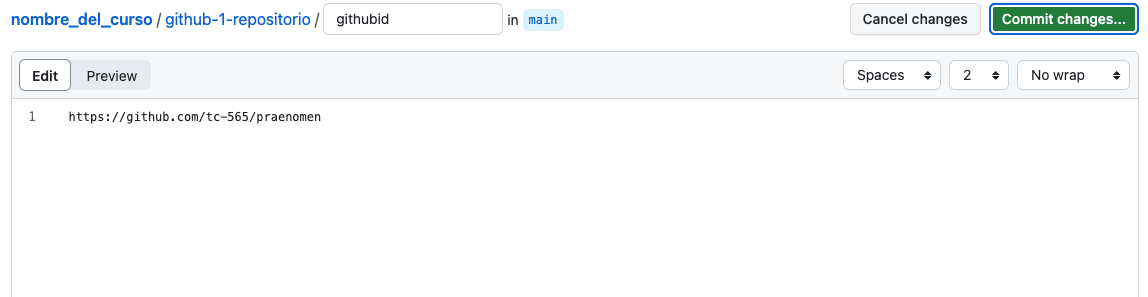 nombre_del_curso / github-1-repositorio / githubid in main Cancel changes Commit changes...
Edit Preview Spaces 2 No wrap
1 https://github.com/tc-565/praenomen